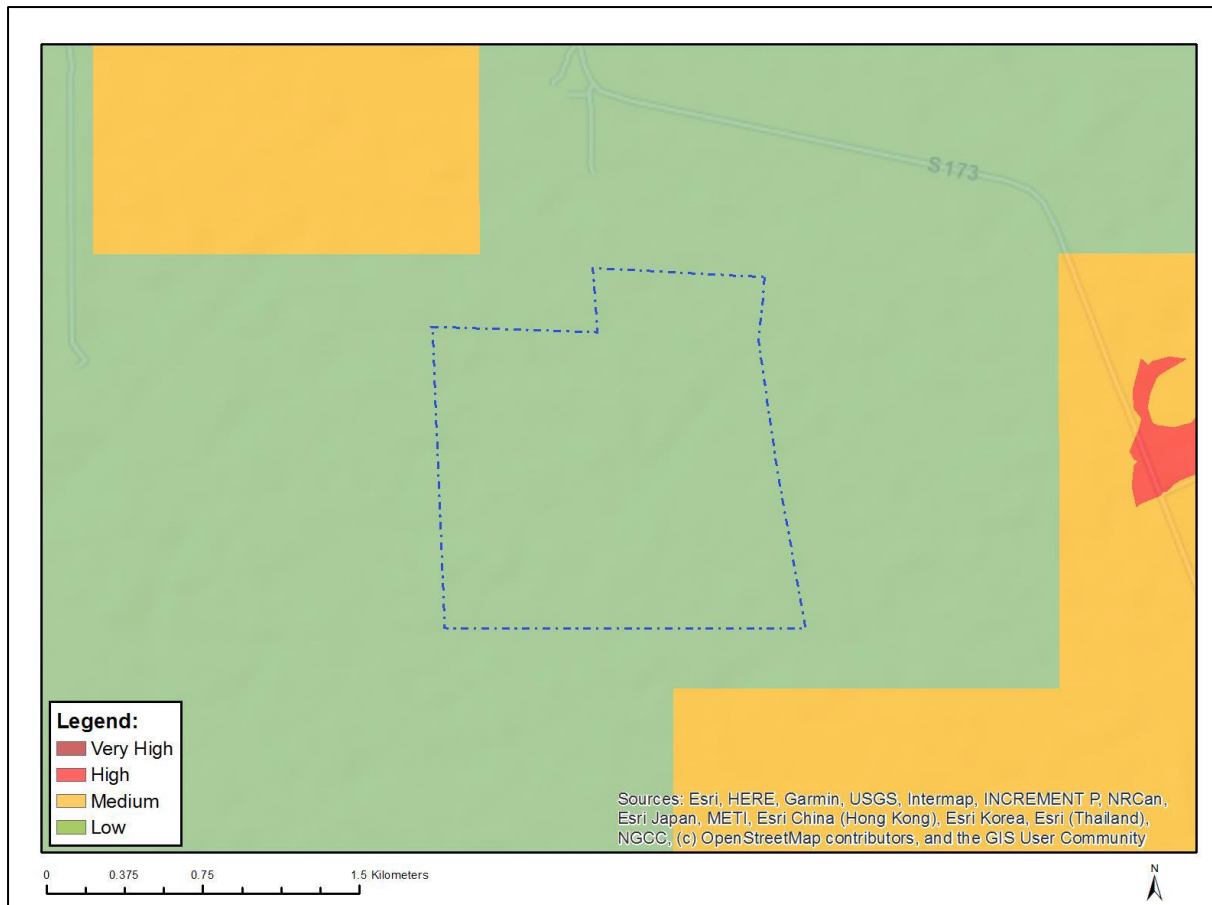 S173
Legend:
Very High
High
Medium
Low
Sources: Esri, HERE, Garmin, USGS, Intermap, INCREMENT P, NRCan,
Esri Japan, METI, Esri China (Hong Kong), Esri Korea, Esri (Thailand),
NGCC, (c) OpenStreetMap contributors, and the GIS User Community
0 0.375 0.75 1.5 Kilometers
N